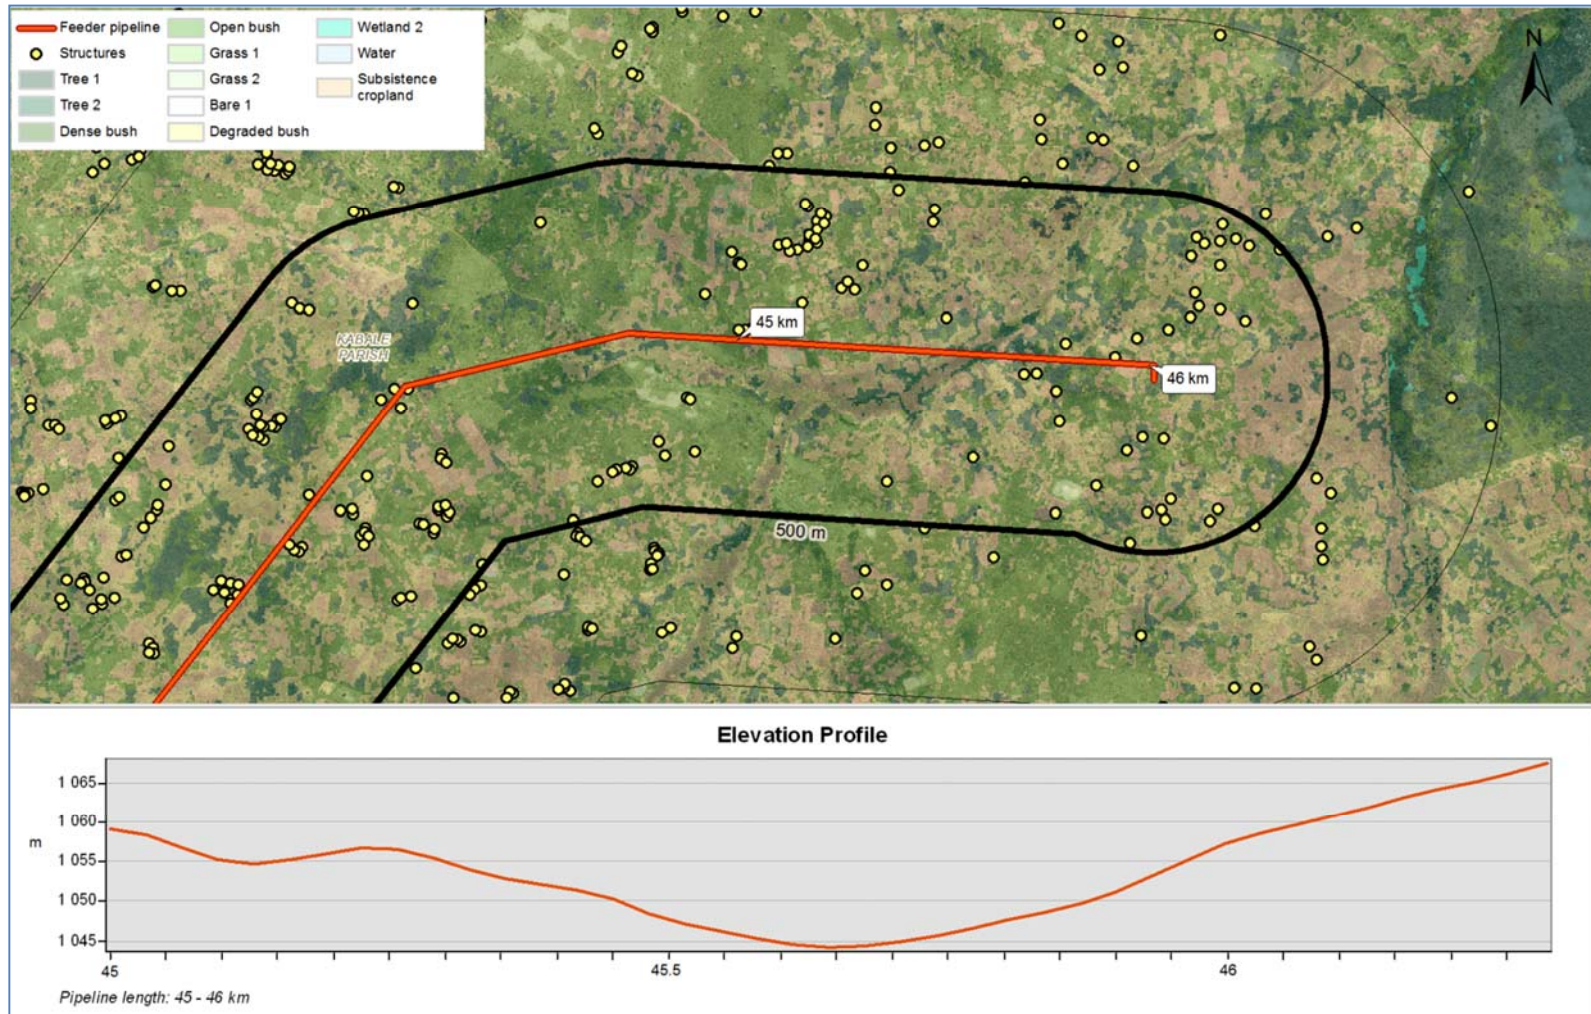 Feeder pipeline
Structures
Tree 1
Tree 2
Dense bush
Open bush
Grass 1
Grass 2
Bare 1
Degraded bush
Wetland 2
Water
Subsistence
cropland
N
KABALE
PARISH
45 km
46 km
500 m
Elevation Profile
1 065
1 060
1 055
1 050
1 045
m
45
45.5
46
Pipeline length: 45 - 46 km